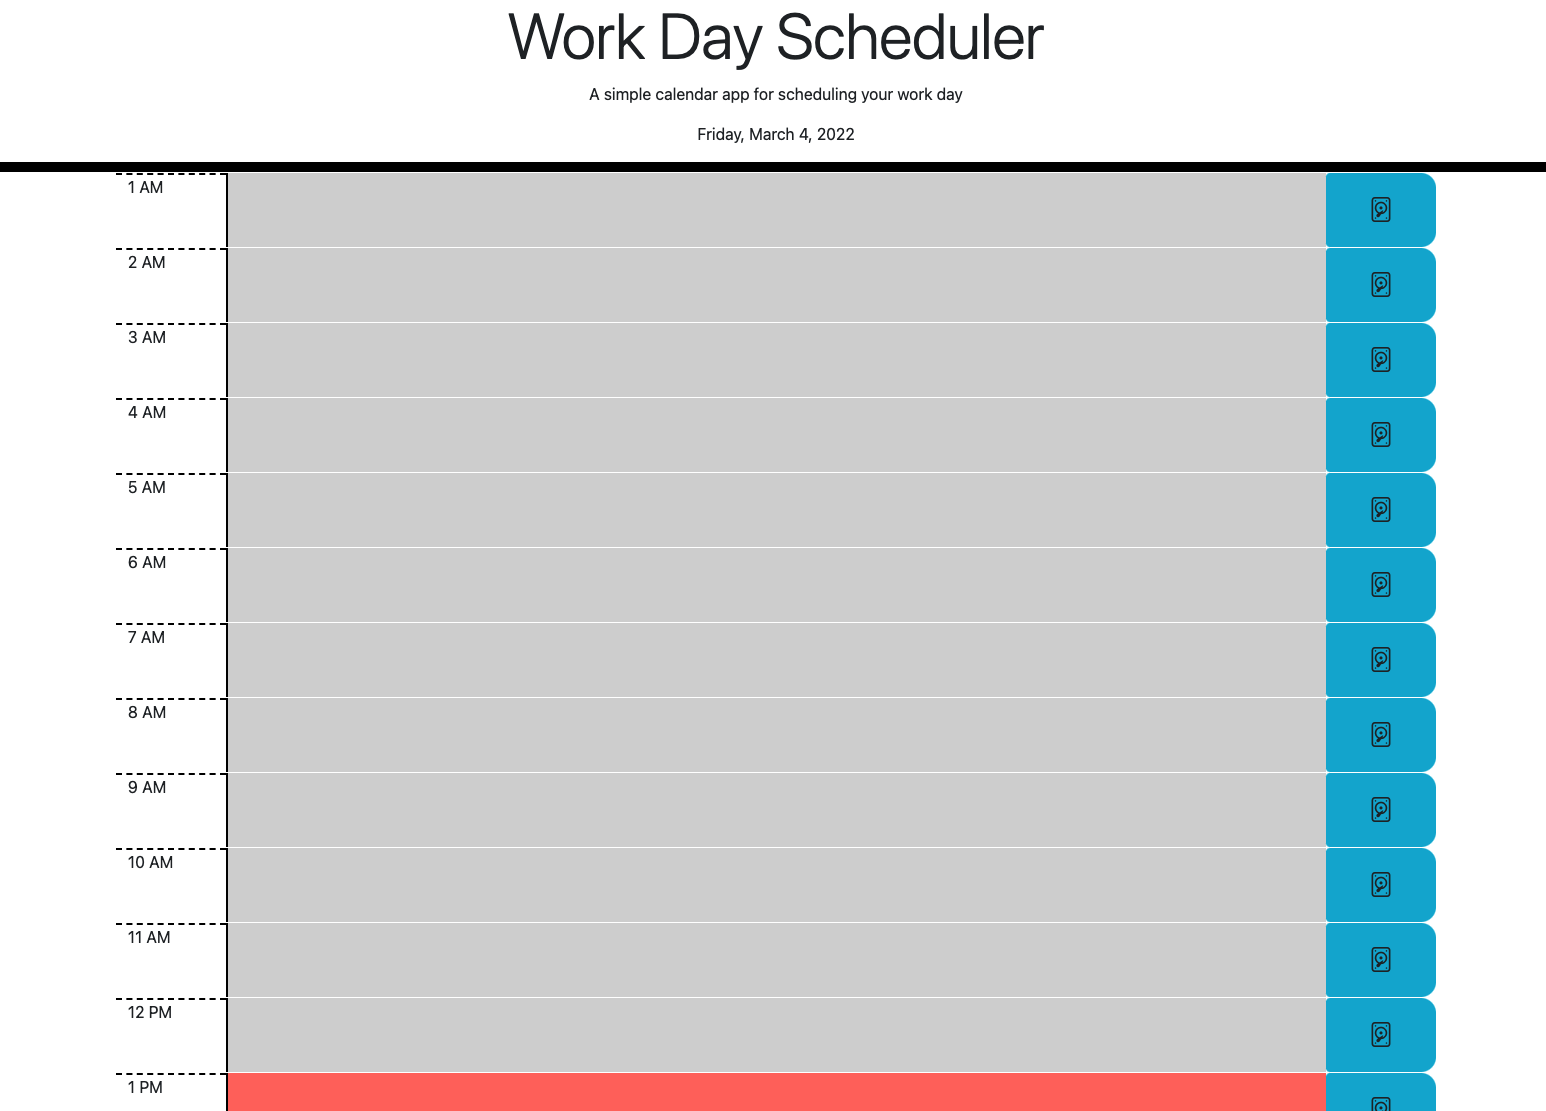 Work Day Scheduler
A simple calendar app for scheduling your work day
Friday, March 4, 2022
1 AM
2 AM
3 AM
4 AM
5 AM
6 AM
7 AM
8 AM
9 AM
10 AM
11 AM
12 PM
1 PM